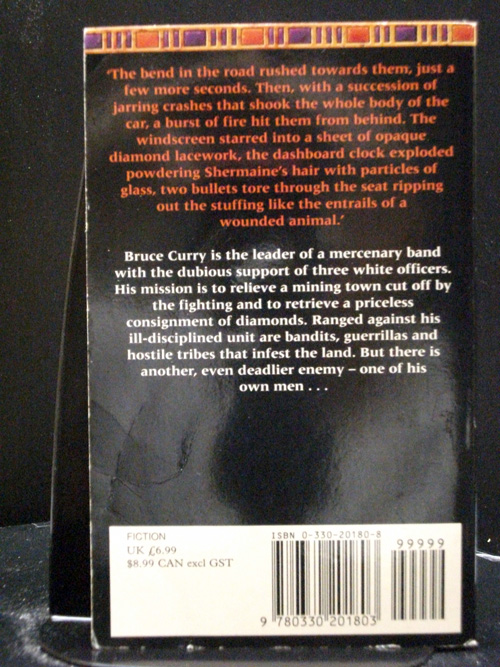 'The bend in the road rushed towards them, just a
few more seconds. Then, with a succession of
jarring crashes that shook the whole body of the
car, a burst of fire hit them from behind. The
windscreen starred into a sheet of opaque
diamond lacework, the dashboard clock exploded
powdering Shermaine's hair with particles of
glass, two bullets tore through the seat ripping
out the stuffing like the entrails of a
wounded animal.'
Bruce Curry is the leader of a mercenary band
with the dubious support of three white officers.
His mission is to relieve a mining town cut off by
the fighting and to retrieve a priceless
consignment of diamonds. Ranged against his
ill-disciplined unit are bandits, guerrillas and
hostile tribes that infest the land. But there is
another, even deadlier enemy – one of his
own men . . .
FICTION
UK £6.99
$8.99 CAN excl GST
ISBN 0-330-20180-8
99999
9 780330 201803